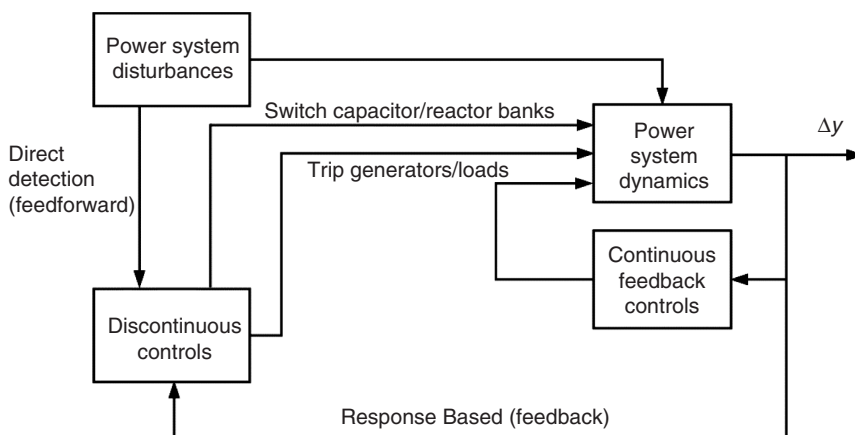 Power system
disturbances
Switch capacitor/reactor banks
Power
system
dynamics
Δy
Direct
detection
(feedforward)
Trip generators/loads
Continuous
feedback
controls
Discontinuous
controls
Response Based (feedback)